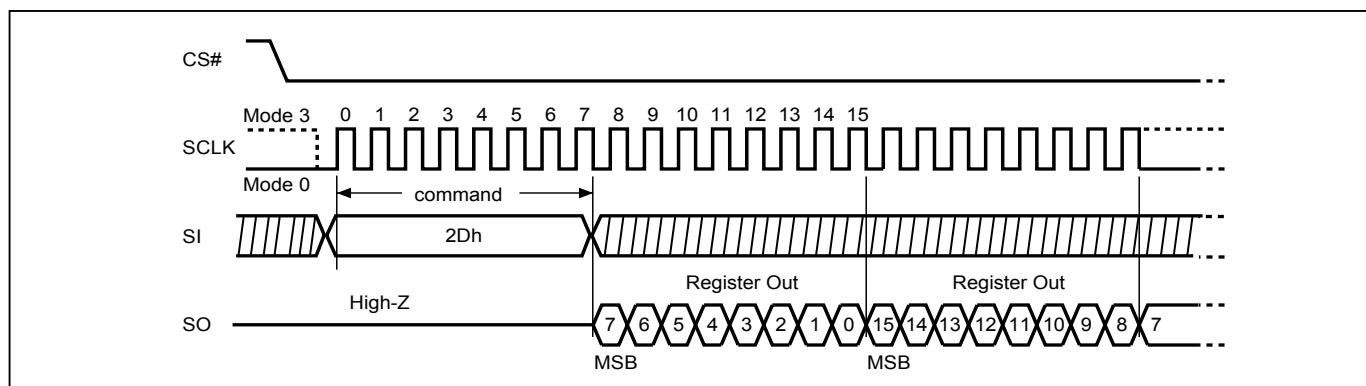 CS#
Mode 3 0 1 2 3 4 5 6 7 8 9 10 11 12 13 14 15
SCLK
Mode 0
command
SI 2Dh
High-Z Register Out Register Out
SO 7 6 5 4 3 2 1 0 15 14 13 12 11 10 9 8 7
MSB MSB